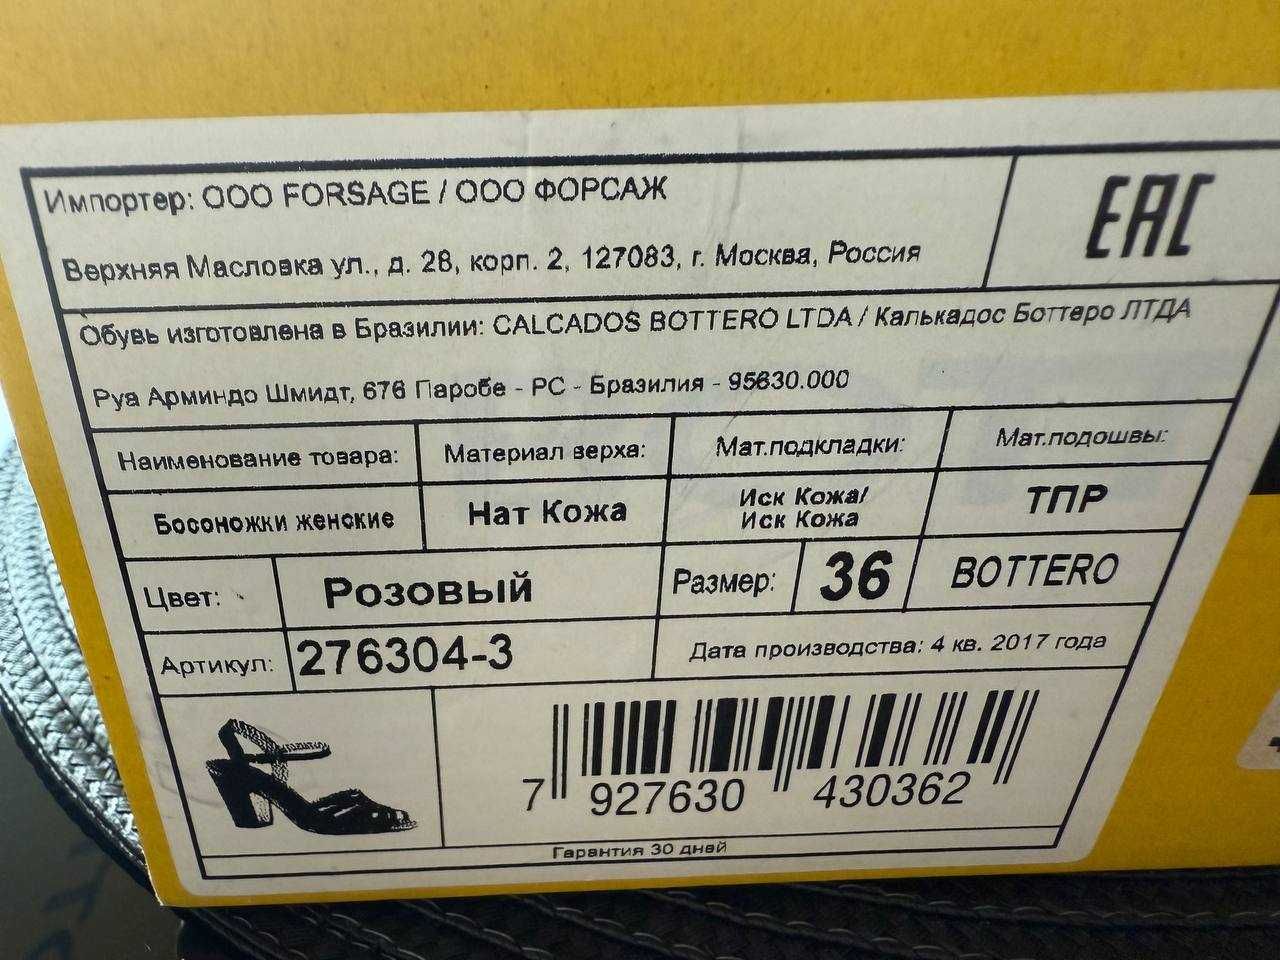 Импортер: ООО FORSAGE / ООО ФОРСАЖ
EAC
Верхняя Масловка ул., д. 28, корп. 2, 127083, г. Москва, Россия
Обувь изготовлена в Бразилии: CALCADOS BOTTERO LTDA / Калькадос Боттеро ЛТДА
Руа Арминдо Шмидт, 676 Паробе - РС - Бразилия - 95630.000
Наименование товара: Материал верха: Мат.подкладки: Мат.подошвы:
Босоножки женские Нат Кожа Иск Кожа/ ТПР
Иск Кожа
Цвет: Розовый Размер: 36 BOTTERO
Артикул: 276304-3 Дата производства: 4 кв. 2017 года
7 927630 430362
Гарантия 30 дней